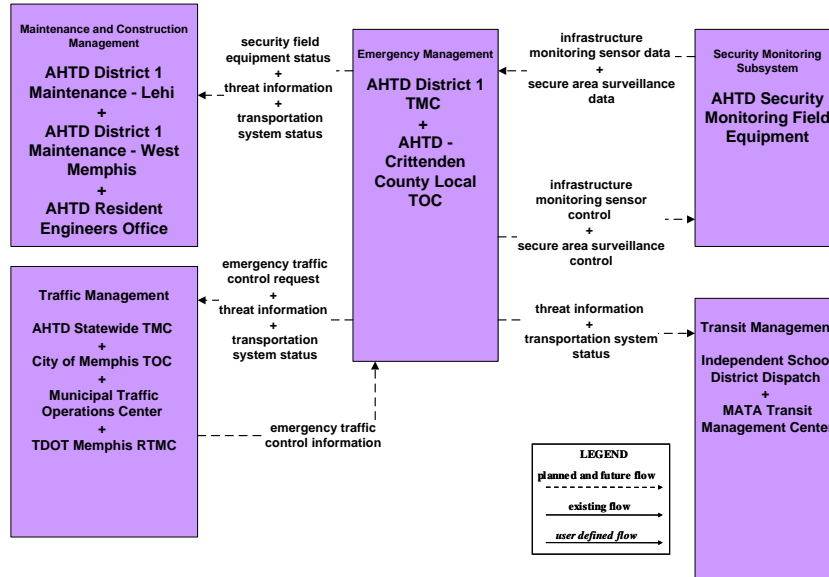 Maintenance and Construction
Management
AHTD District 1
Maintenance - Lehi
+
AHTD District 1
Maintenance - West
Memphis
+
AHTD Resident
Engineers Office
security field
equipment status
+
threat information
+
transportation
system status
Emergency Management
AHTD District 1
TMC
+
AHTD -
Crittenden
County Local
TOC
infrastructure
monitoring sensor data
+
secure area surveillance
data
Security Monitoring
Subsystem
AHTD Security
Monitoring Field
Equipment
infrastructure
monitoring sensor
control
+
secure area surveillance
control
Traffic Management
AHTD Statewide TMC
+
City of Memphis TOC
+
Municipal Traffic
Operations Center
+
TDOT Memphis RTMC
emergency traffic
control request
+
threat information
+
transportation
system status
emergency traffic
control information
threat information
+
transportation system
status
Transit Management
Independent School
District Dispatch
+
MATA Transit
Management Center
LEGEND
planned and future flow
existing flow
user defined flow